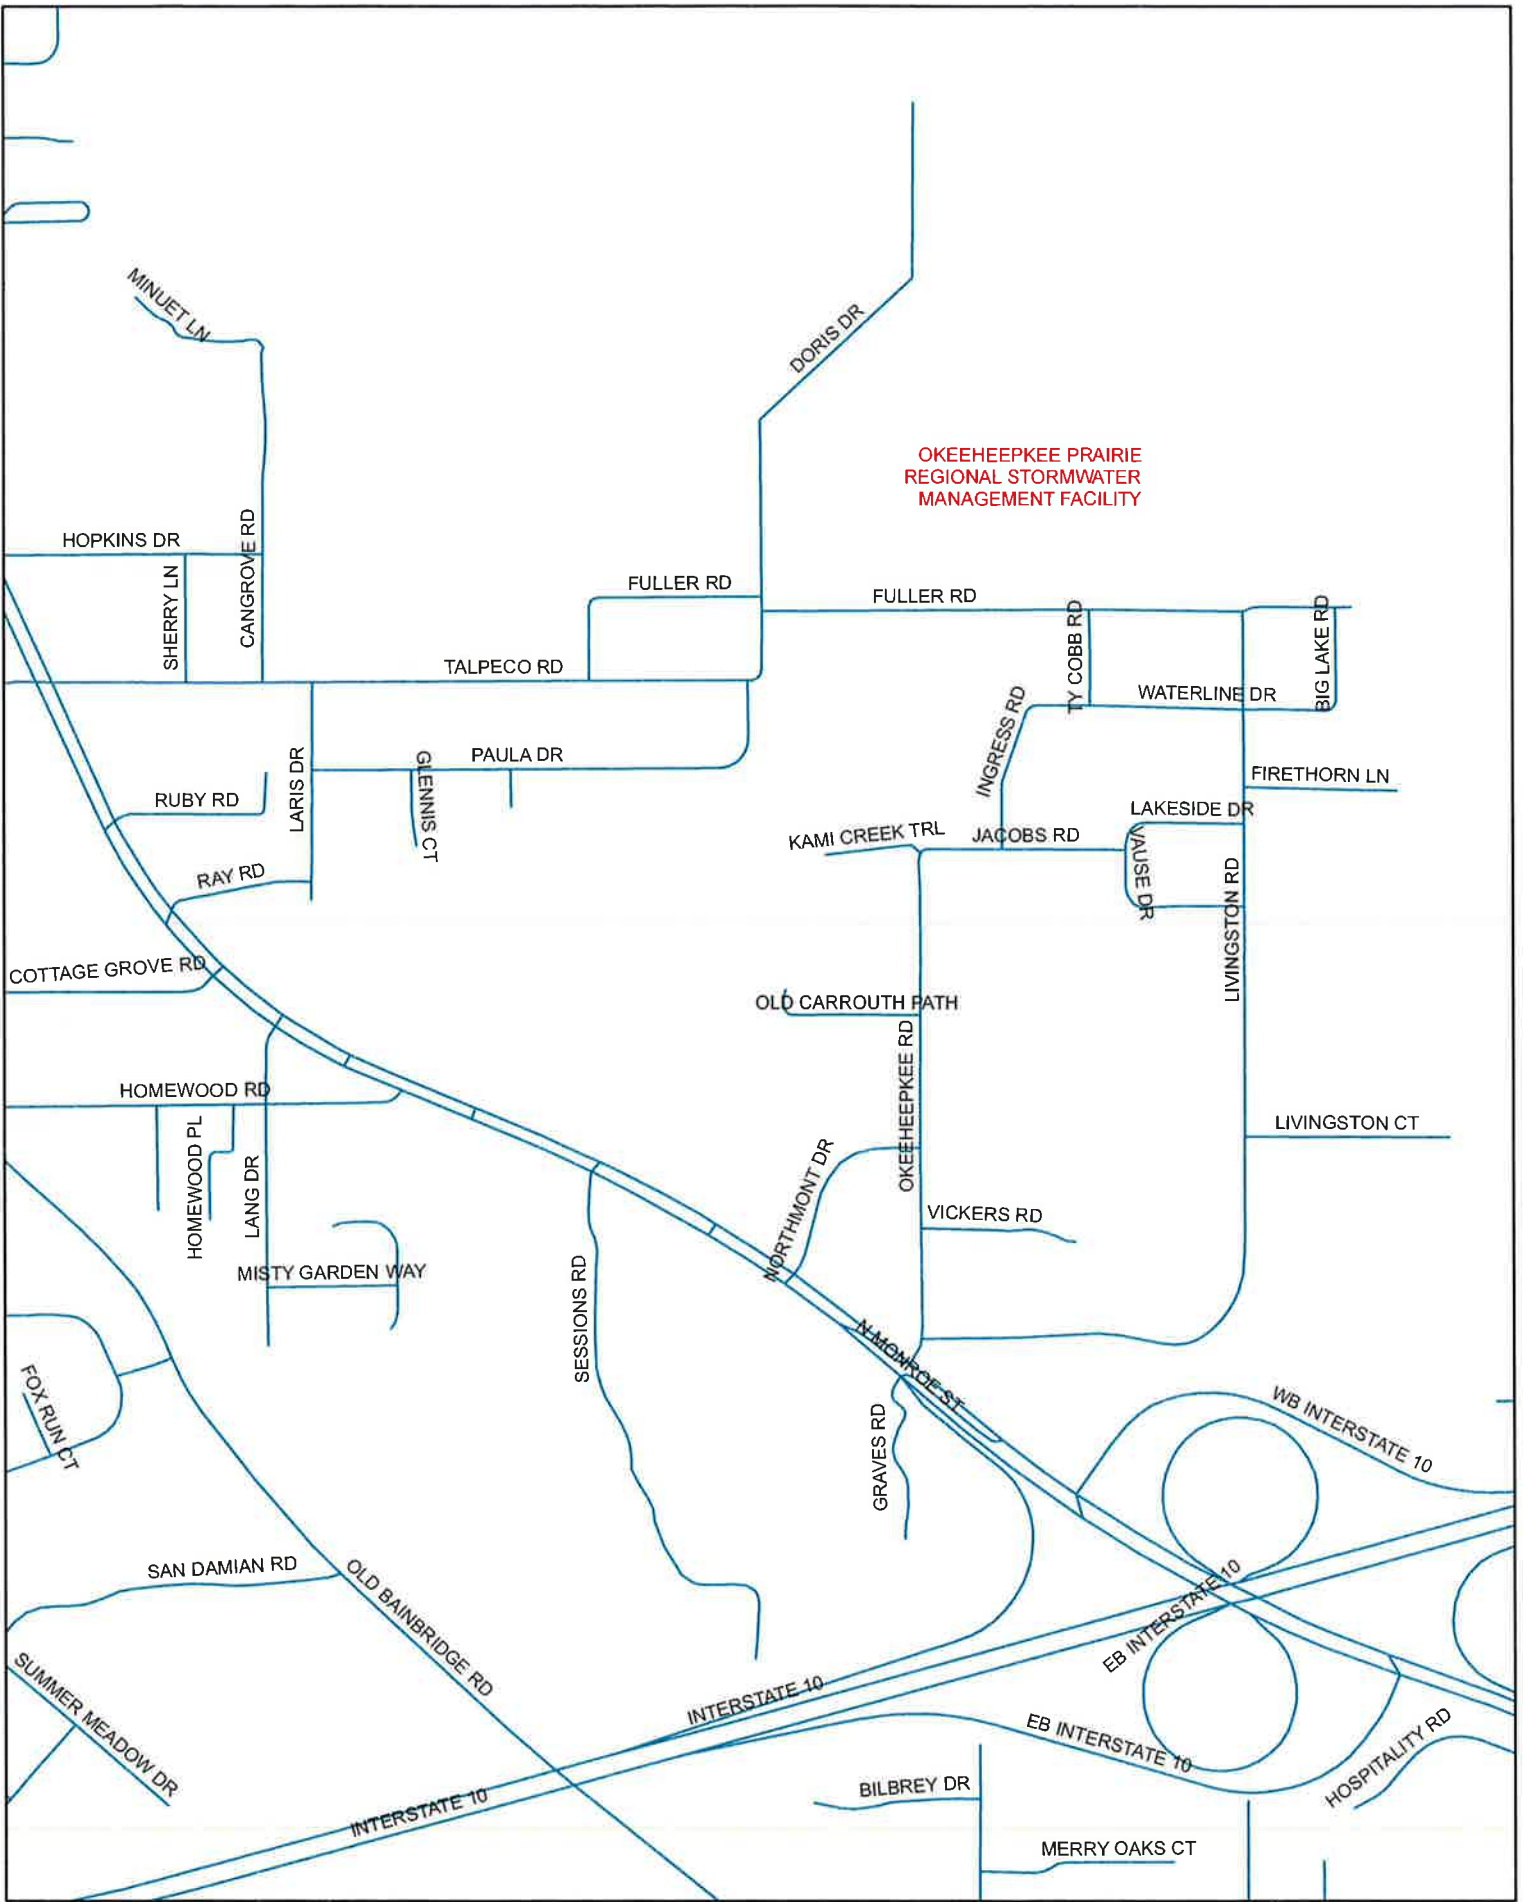 MINUET LN
DORIS DR
OKEEHEEPKEE PRAIRIE
REGIONAL STORMWATER
MANAGEMENT FACILITY
HOPKINS DR
SHERRY LN
CANGROVE RD
FULLER RD
FULLER RD
TALPECO RD
TY COBB RD
BIG LAKE RD
WATERLINE DR
INGRESS RD
LARIS DR
GLENNIS CT
PAULA DR
FIRETHORN LN
RUBY RD
LAKESIDE DR
KAMI CREEK TRL
JACOBS RD
VAUSE DR
RAY RD
LIVINGSTON RD
COTTAGE GROVE RD
OLD CARROUTH PATH
OKEEHEEPKEE RD
HOMEWOOD RD
HOMEWOOD PL
LANG DR
LIVINGSTON CT
NORTHMONT DR
VICKERS RD
MISTY GARDEN WAY
SESSIONS RD
N MONROE ST
FOX RUN CT
GRAVES RD
WB INTERSTATE 10
SAN DAMIAN RD
OLD BAINBRIDGE RD
EB INTERSTATE 10
SUMMER MEADOW DR
INTERSTATE 10
EB INTERSTATE 10
HOSPITALITY RD
INTERSTATE 10
BILBREY DR
MERRY OAKS CT